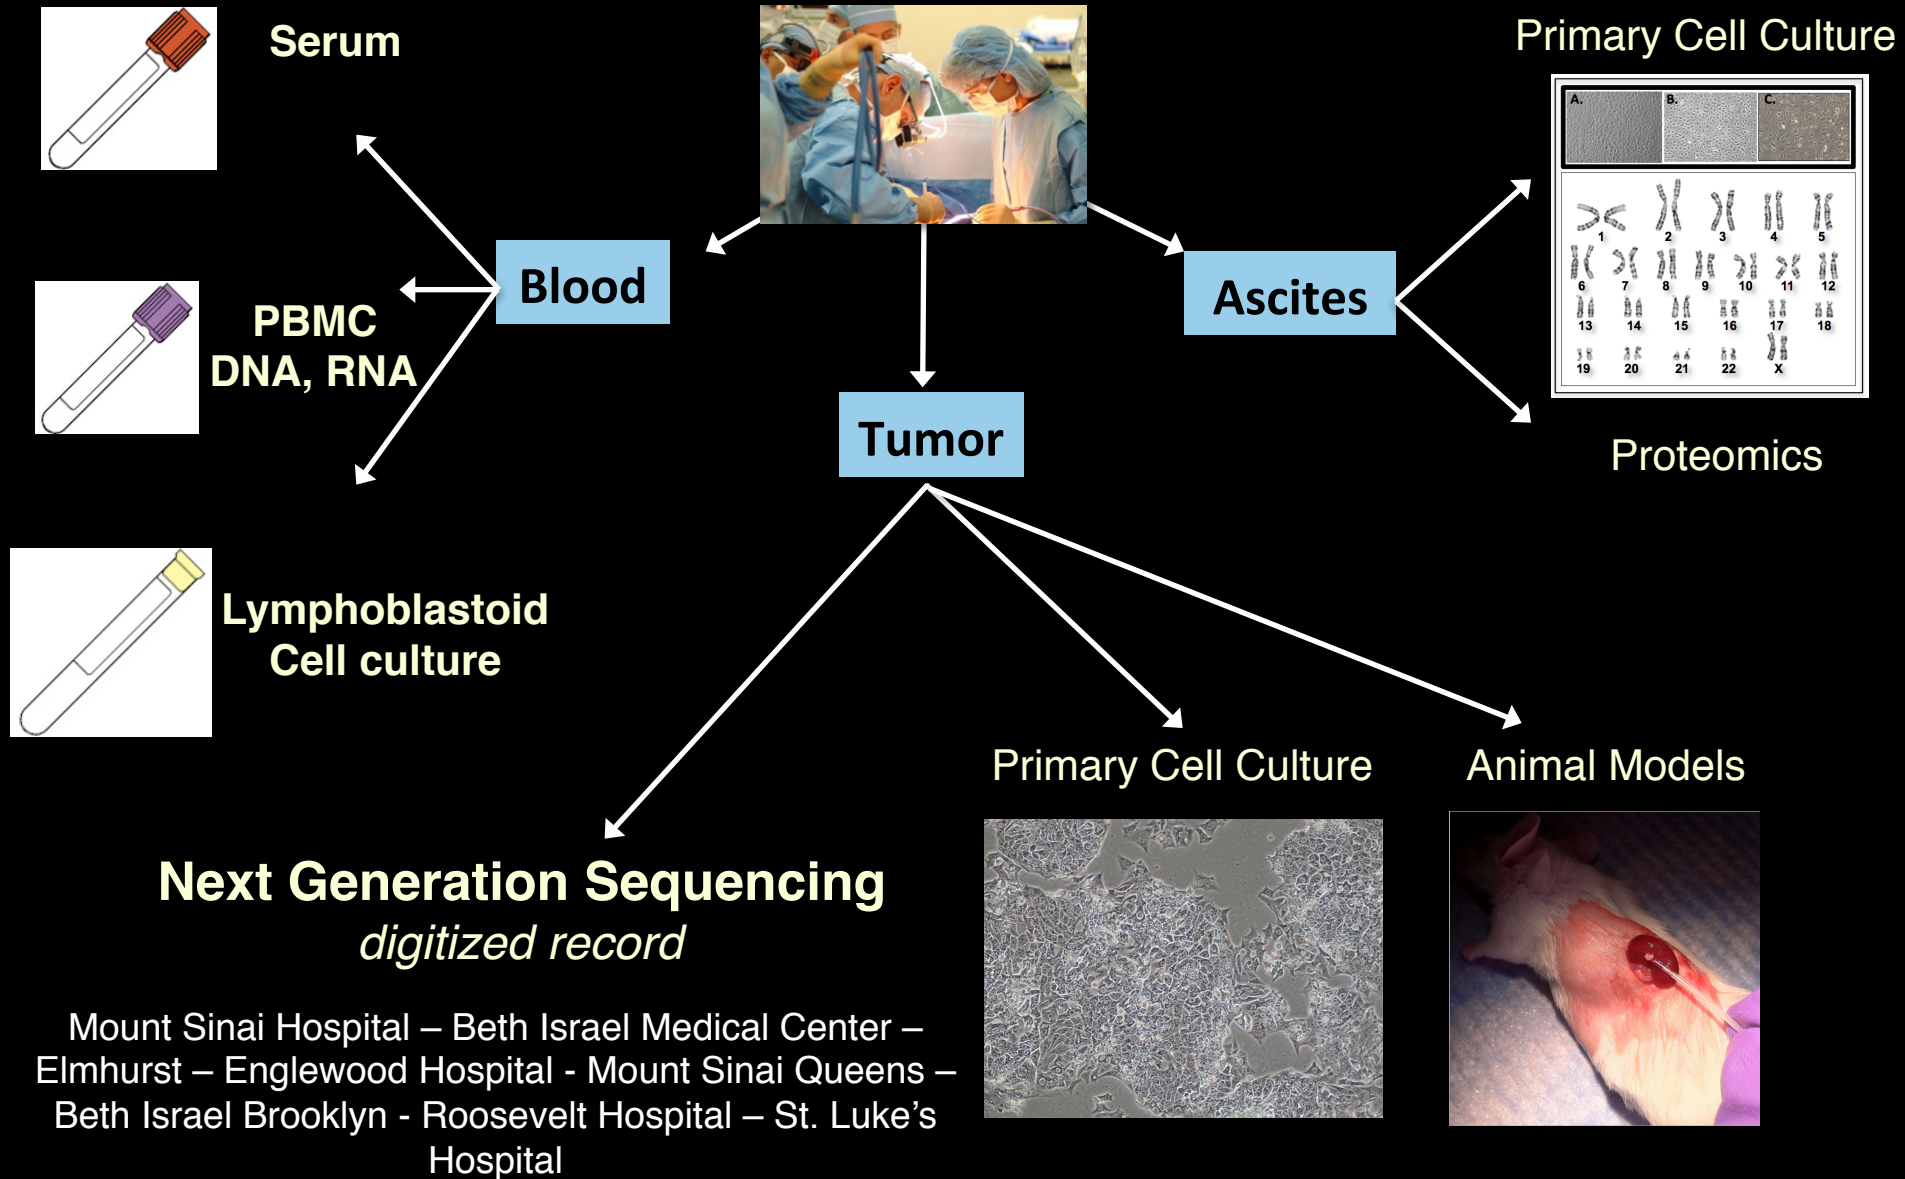 Serum
Primary Cell Culture
A. B. C.
1 2 3 4 5
6 7 8 9 10 11 12
13 14 15 16 17 18
19 20 21 22 X
Blood
Ascites
PBMC
DNA, RNA
Tumor
Proteomics
Lymphoblastoid
Cell culture
Primary Cell Culture
Animal Models
Next Generation Sequencing
digitized record
Mount Sinai Hospital – Beth Israel Medical Center –
Elmhurst – Englewood Hospital - Mount Sinai Queens –
Beth Israel Brooklyn - Roosevelt Hospital – St. Luke’s
Hospital